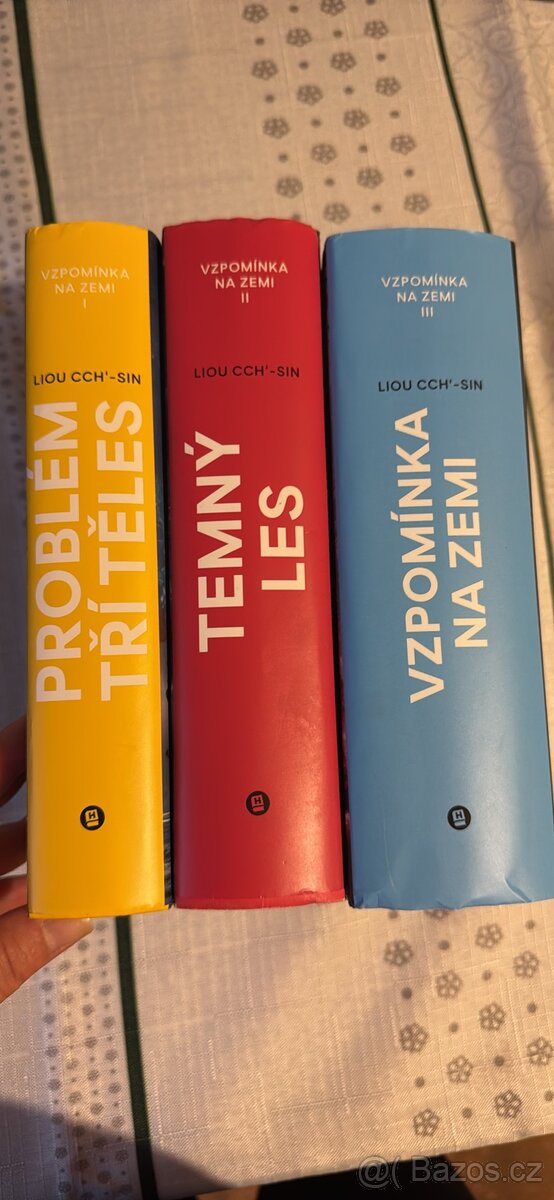 VZPOMÍNKA
NA ZEMI
I
LIOU CCH'-SIN
PROBLÉM
TŘÍ TĚLES
H
VZPOMÍNKA
NA ZEMI
II
LIOU CCH'-SIN
TEMNÝ
LES
H
VZPOMÍNKA
NA ZEMI
III
LIOU CCH'-SIN
VZPOMÍNKA
NA ZEMI
H
@( Bazos.cz